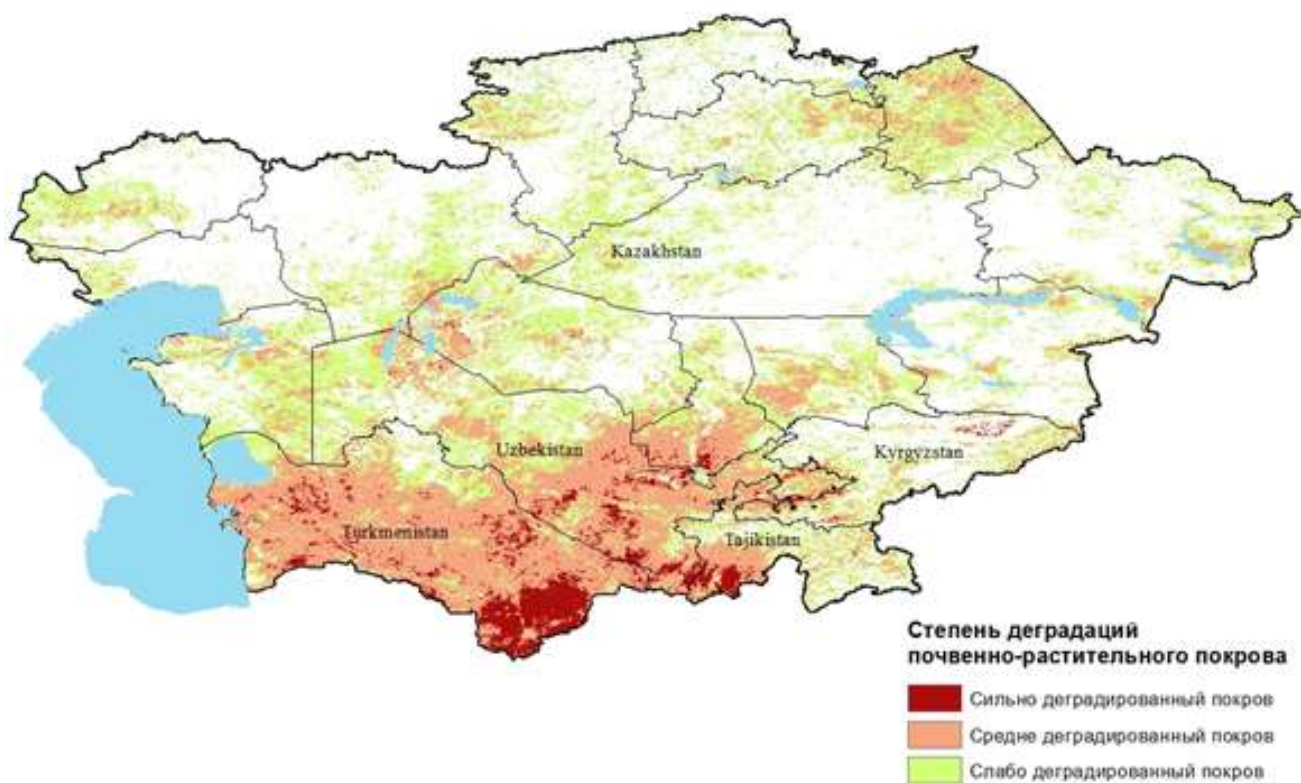 Kazakhstan
Uzbekistan
Kyrgyzstan
Turkmenistan
Tajikistan
Степень деградаций
почвенно-растительного покрова
Сильно деградированный покров
Средне деградированный покров
Слабо деградированный покров